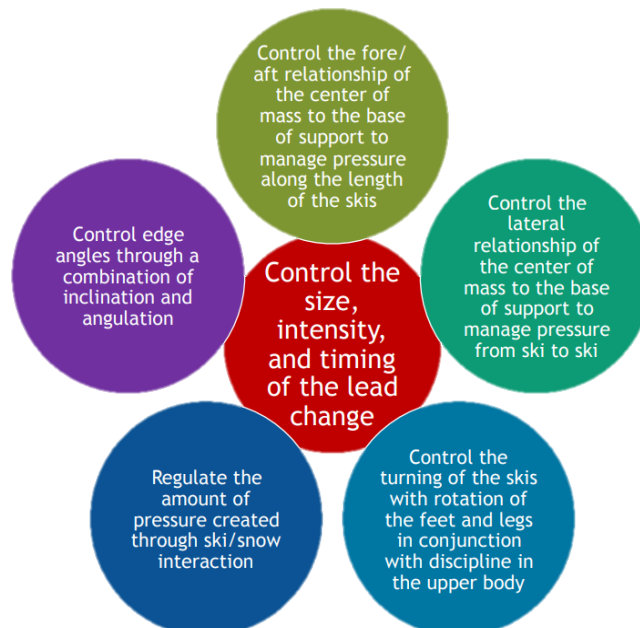 Control the fore/
aft relationship of
the center of
mass to the base
of support to
manage pressure
along the length
of the skis
Control edge
angles through a
combination of
inclination and
angulation
Control the
lateral
relationship of
the center of
mass to the base
of support to
manage pressure
from ski to ski
Control the
size,
intensity,
and timing
of the lead
change
Regulate the
amount of
pressure created
through ski/snow
interaction
Control the
turning of the skis
with rotation of
the feet and legs
in conjunction
with discipline in
the upper body